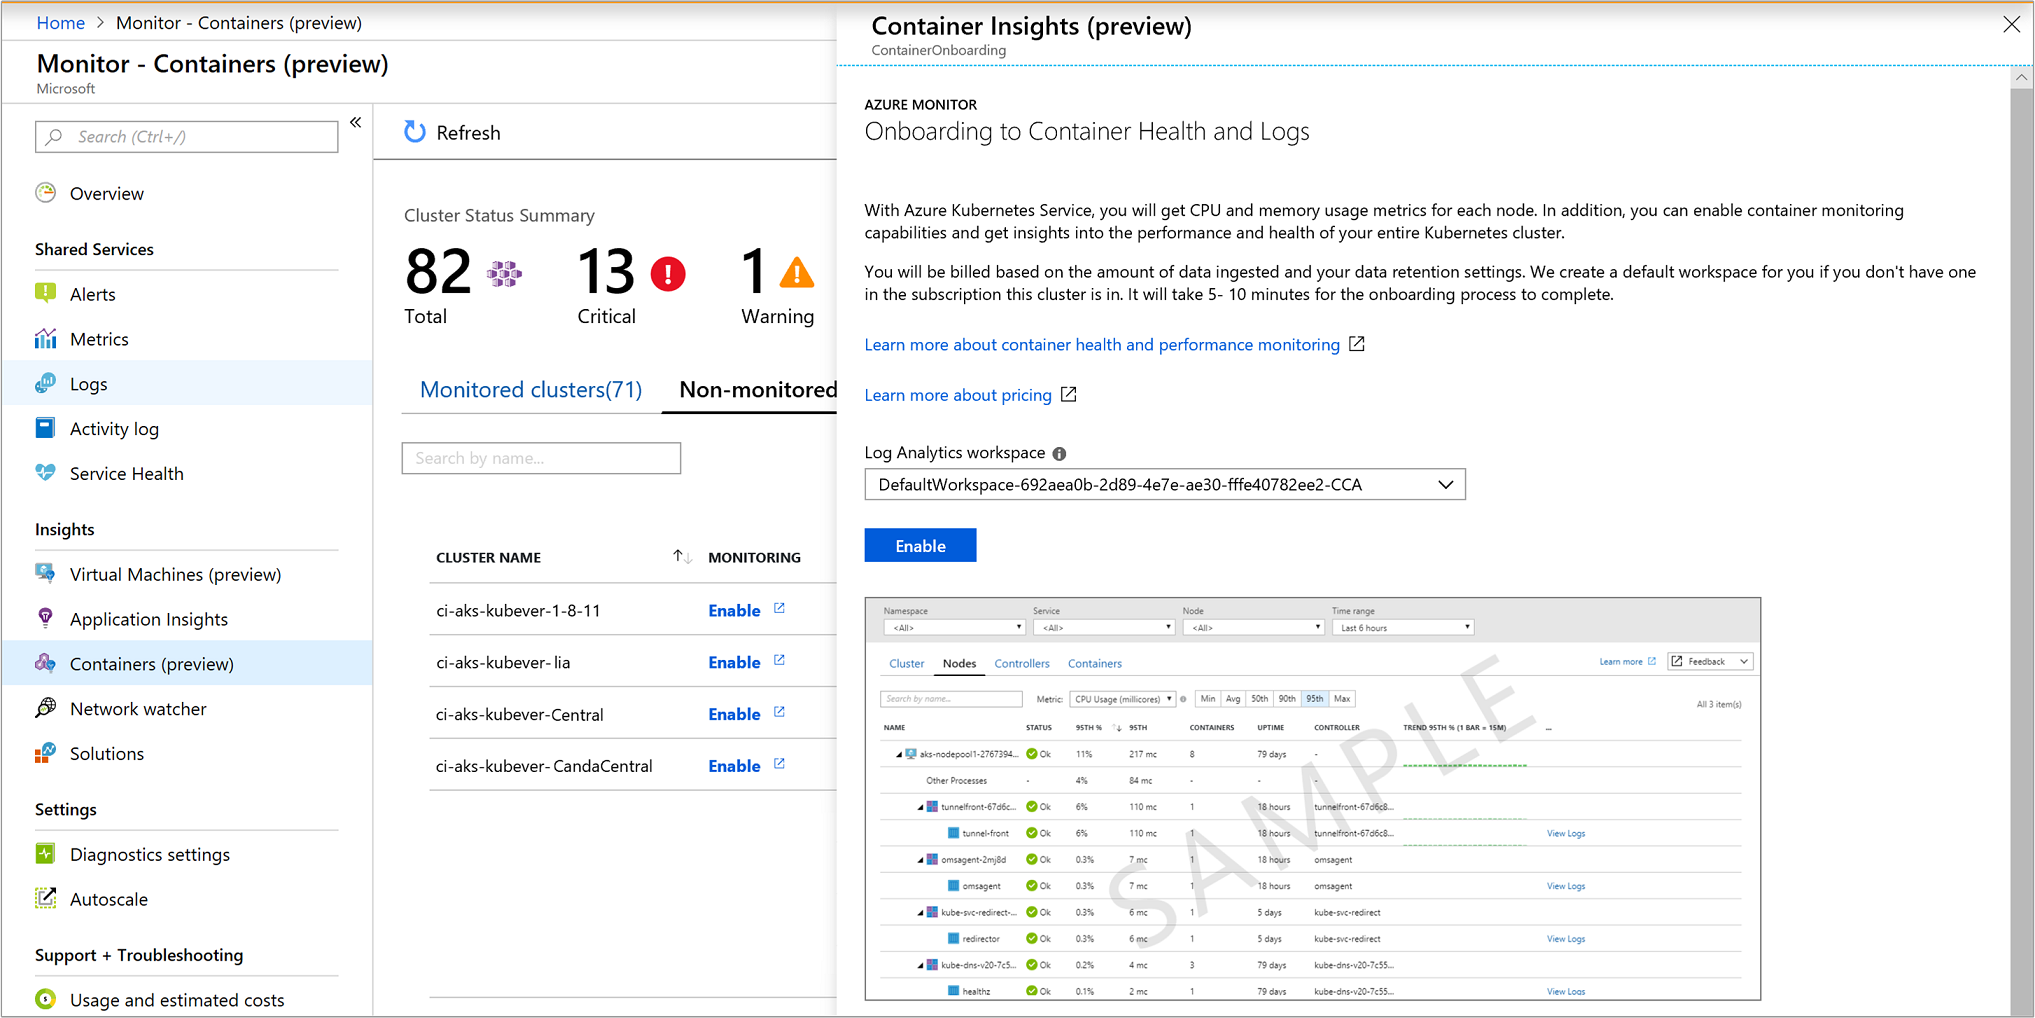 Home > Monitor - Containers (preview)
Monitor - Containers (preview)
Microsoft
Search (Ctrl+/)
«
Overview
Shared Services
Alerts
Metrics
Logs
Activity log
Service Health
Insights
Virtual Machines (preview)
Application Insights
Containers (preview)
Network watcher
Solutions
Settings
Diagnostics settings
Autoscale
Support + Troubleshooting
Usage and estimated costs
Refresh
Cluster Status Summary
82 13 1
Total Critical Warning
Monitored clusters(71) Non-monitored
Search by name...
CLUSTER NAME MONITORING
ci-aks-kubever-1-8-11 Enable
ci-aks-kubever-lia Enable
ci-aks-kubever-Central Enable
ci-aks-kubever-CandaCentral Enable
Container Insights (preview)
ContainerOnboarding
AZURE MONITOR
Onboarding to Container Health and Logs
With Azure Kubernetes Service, you will get CPU and memory usage metrics for each node. In addition, you can enable container monitoring
capabilities and get insights into the performance and health of your entire Kubernetes cluster.
You will be billed based on the amount of data ingested and your data retention settings. We create a default workspace for you if you don't have one
in the subscription this cluster is in. It will take 5- 10 minutes for the onboarding process to complete.
Learn more about container health and performance monitoring
Learn more about pricing
Log Analytics workspace
DefaultWorkspace-692aea0b-2d89-4e7e-ae30-fffe40782ee2-CCA
Enable
Namespace Service Node Time range
<All> <All> <All> Last 6 hours
Cluster Nodes Controllers Containers Learn more Feedback
Search by name... Metric: CPU Usage (millicores) Min Avg 50th 90th 95th Max All 3 item(s)
NAME STATUS 95TH % 95TH CONTAINERS UPTIME CONTROLLER TREND 95TH % (1 BAR = 15M) ...
aks-nodepool1-2767394... Ok 11% 217 mc 8 79 days -
Other Processes - 4% 84 mc - - -
tunnelfront-67d6c... Ok 6% 110 mc 1 18 hours tunnelfront-67d6c8...
tunnel-front Ok 6% 110 mc 1 18 hours tunnelfront-67d6c8... View Logs
omsagent-2mj8d Ok 0.3% 7 mc 1 18 hours omsagent
omsagent Ok 0.3% 7 mc 1 18 hours omsagent View Logs
kube-svc-redirect-... Ok 0.3% 6 mc 1 5 days kube-svc-redirect
redirector Ok 0.3% 6 mc 1 5 days kube-svc-redirect View Logs
kube-dns-v20-7c5... Ok 0.2% 4 mc 3 79 days kube-dns-v20-7c55...
healthz Ok 0.1% 2 mc 1 79 days kube-dns-v20-7c55... View Logs
SAMPLE